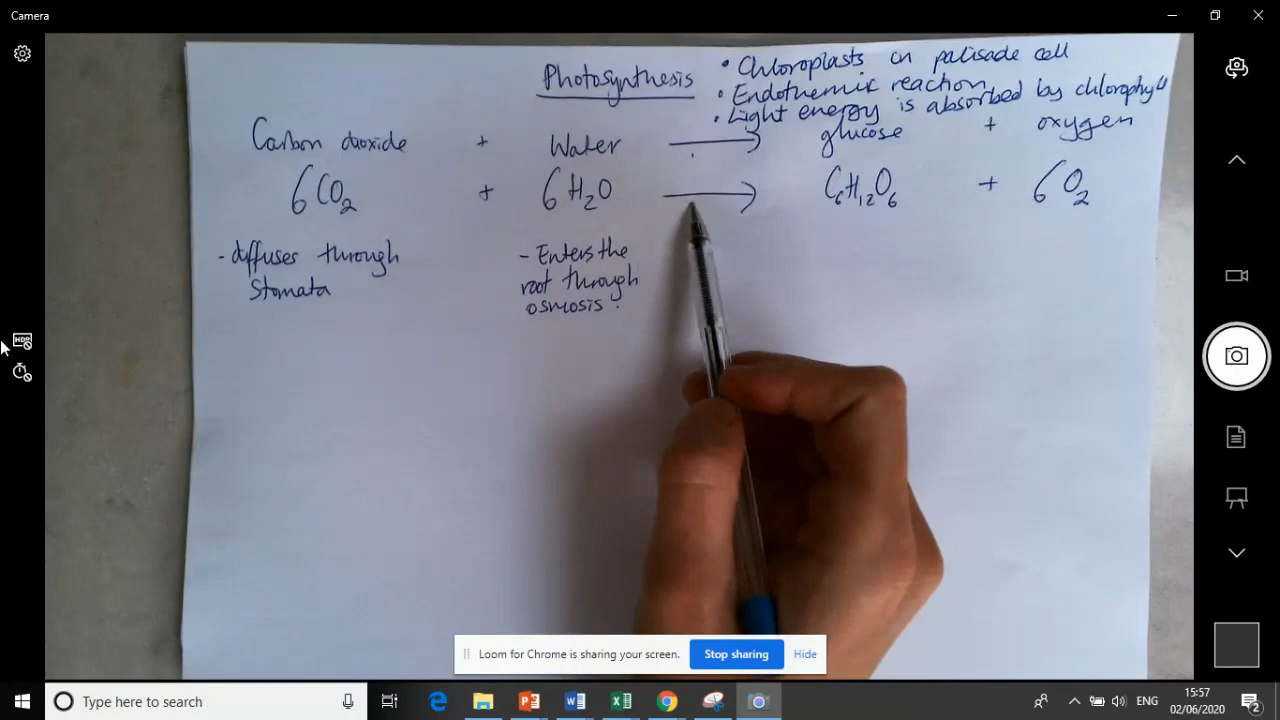 Camera
Photosynthesis
• Chloroplasts in palisade cell
• Endothermic reaction
• Light energy is absorbed by chlorophyll
Carbon dioxide + Water → glucose + oxygen
6CO₂ + 6H₂O → C₆H₁₂O₆ + 6O₂
- diffuses through
Stomata
- Enters the
root through
osmosis.
HDR
Loom for Chrome is sharing your screen.
Stop sharing
Hide
Type here to search
ENG
15:57
02/06/2020
2